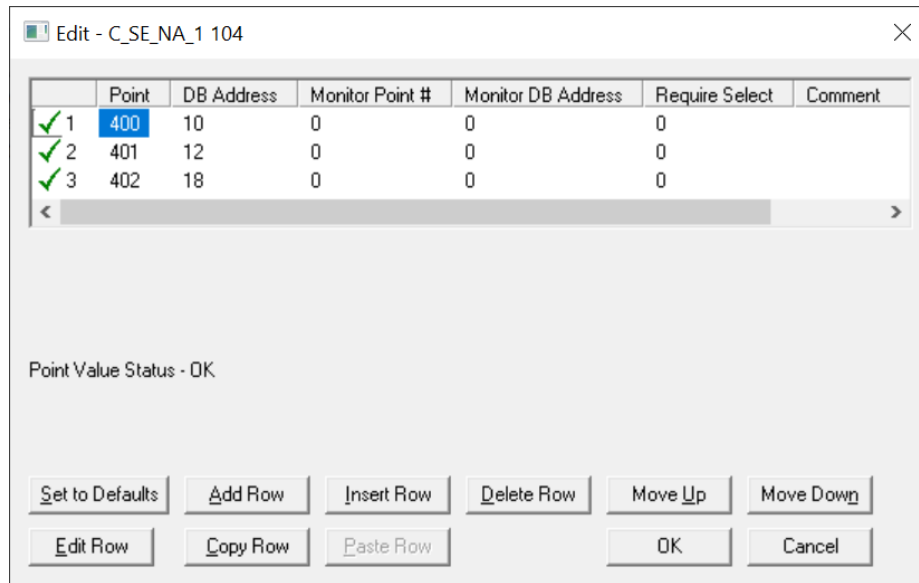 Edit - C_SE_NA_1 104
Point DB Address Monitor Point # Monitor DB Address Require Select Comment
1 400 10 0 0 0
2 401 12 0 0 0
3 402 18 0 0 0
Point Value Status - OK
Set to Defaults Add Row Insert Row Delete Row Move Up Move Down
Edit Row Copy Row Paste Row OK Cancel